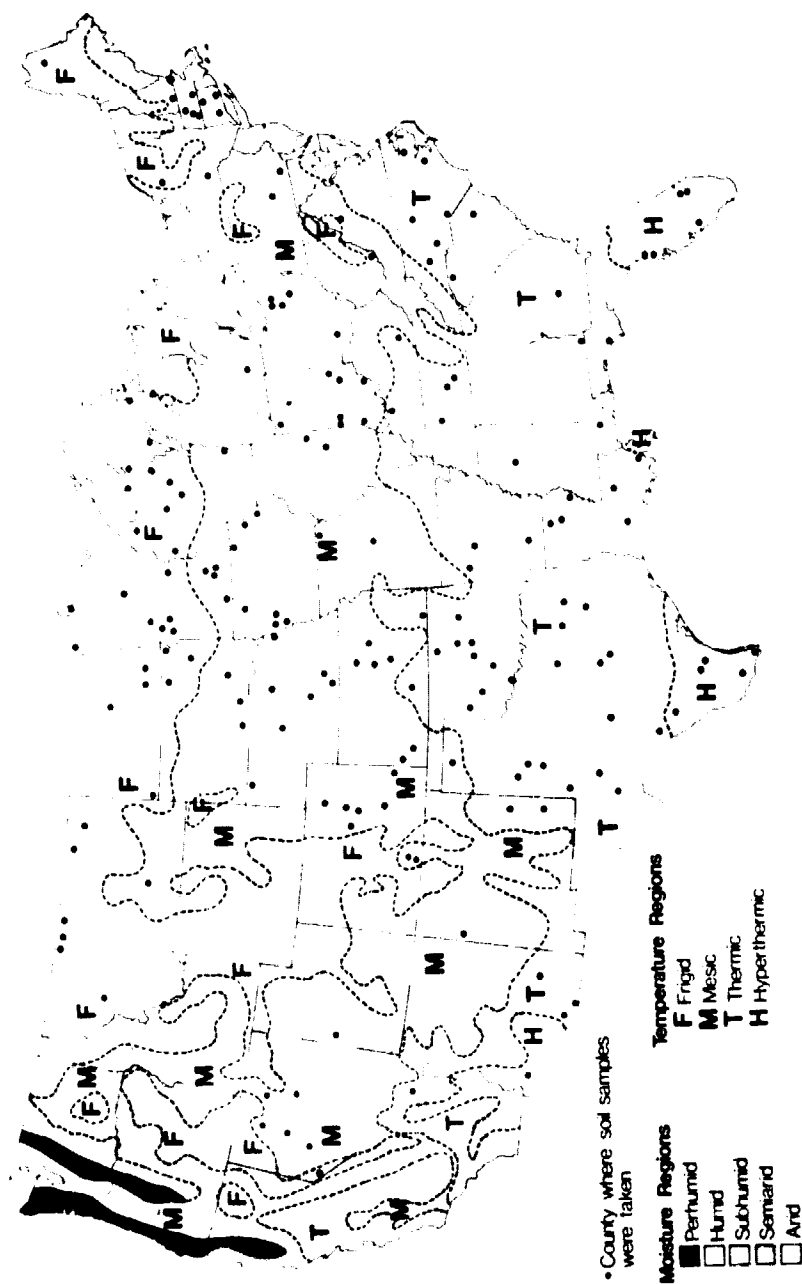 F
F M F
F F F
M F F F
M F
M
F F F
M
T M M F
F
M M T
T M
M
H T T T
T
H H
H
County where soil samples
were taken
Moisture Regions
Perhumid
Humid
Subhumid
Semiarid
Arid
Temperature Regions
F Frigid
M Mesic
T Thermic
H Hyperthermic